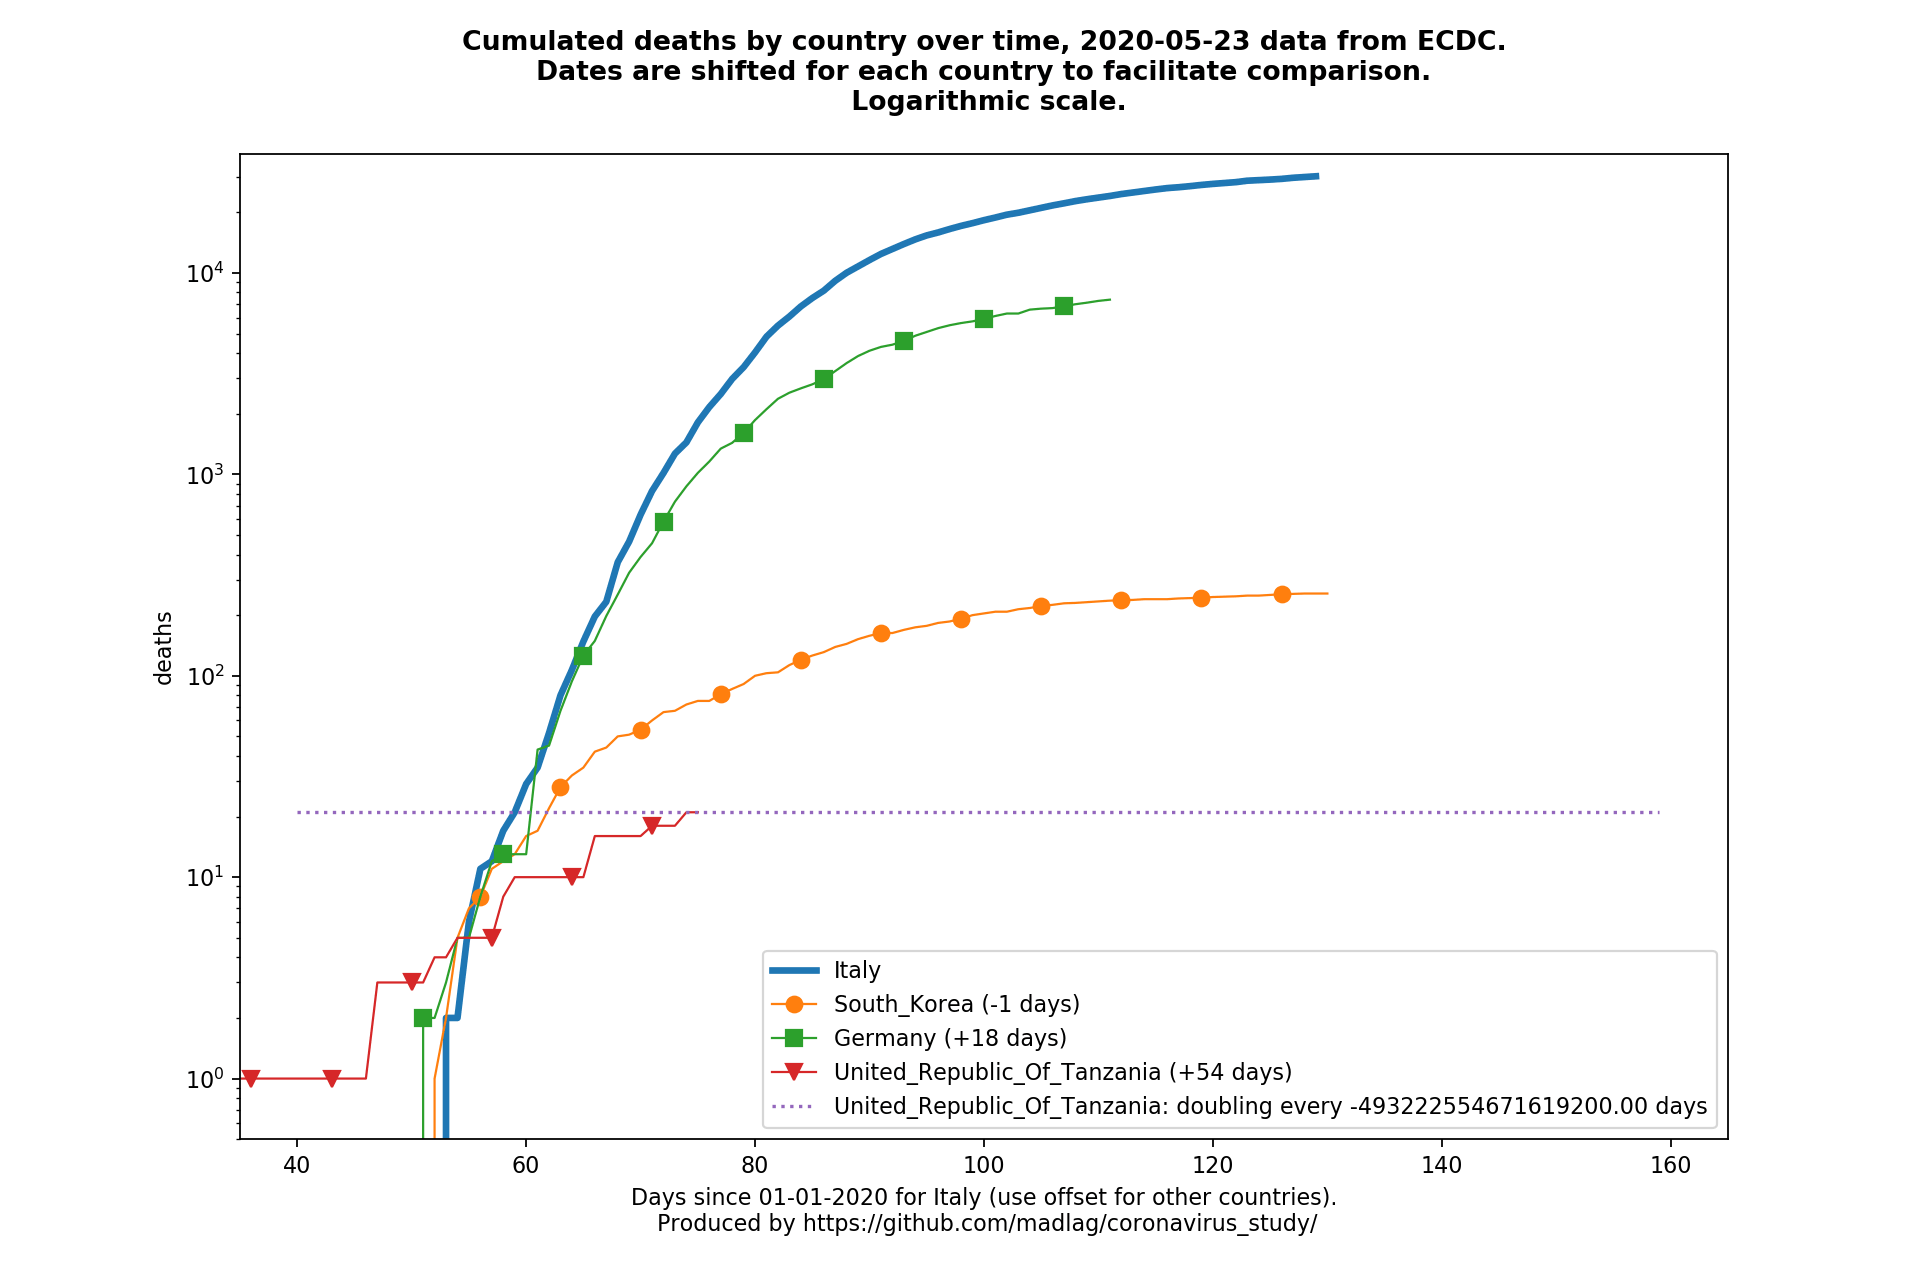 Cumulated deaths by country over time, 2020-05-23 data from ECDC.
Dates are shifted for each country to facilitate comparison.
Logarithmic scale.
10^4
10^3
10^2
10^1
10^0
deaths
Italy
South_Korea (-1 days)
Germany (+18 days)
United_Republic_Of_Tanzania (+54 days)
United_Republic_Of_Tanzania: doubling every -493222554671619200.00 days
40 60 80 100 120 140 160
Days since 01-01-2020 for Italy (use offset for other countries).
Produced by https://github.com/madlag/coronavirus_study/